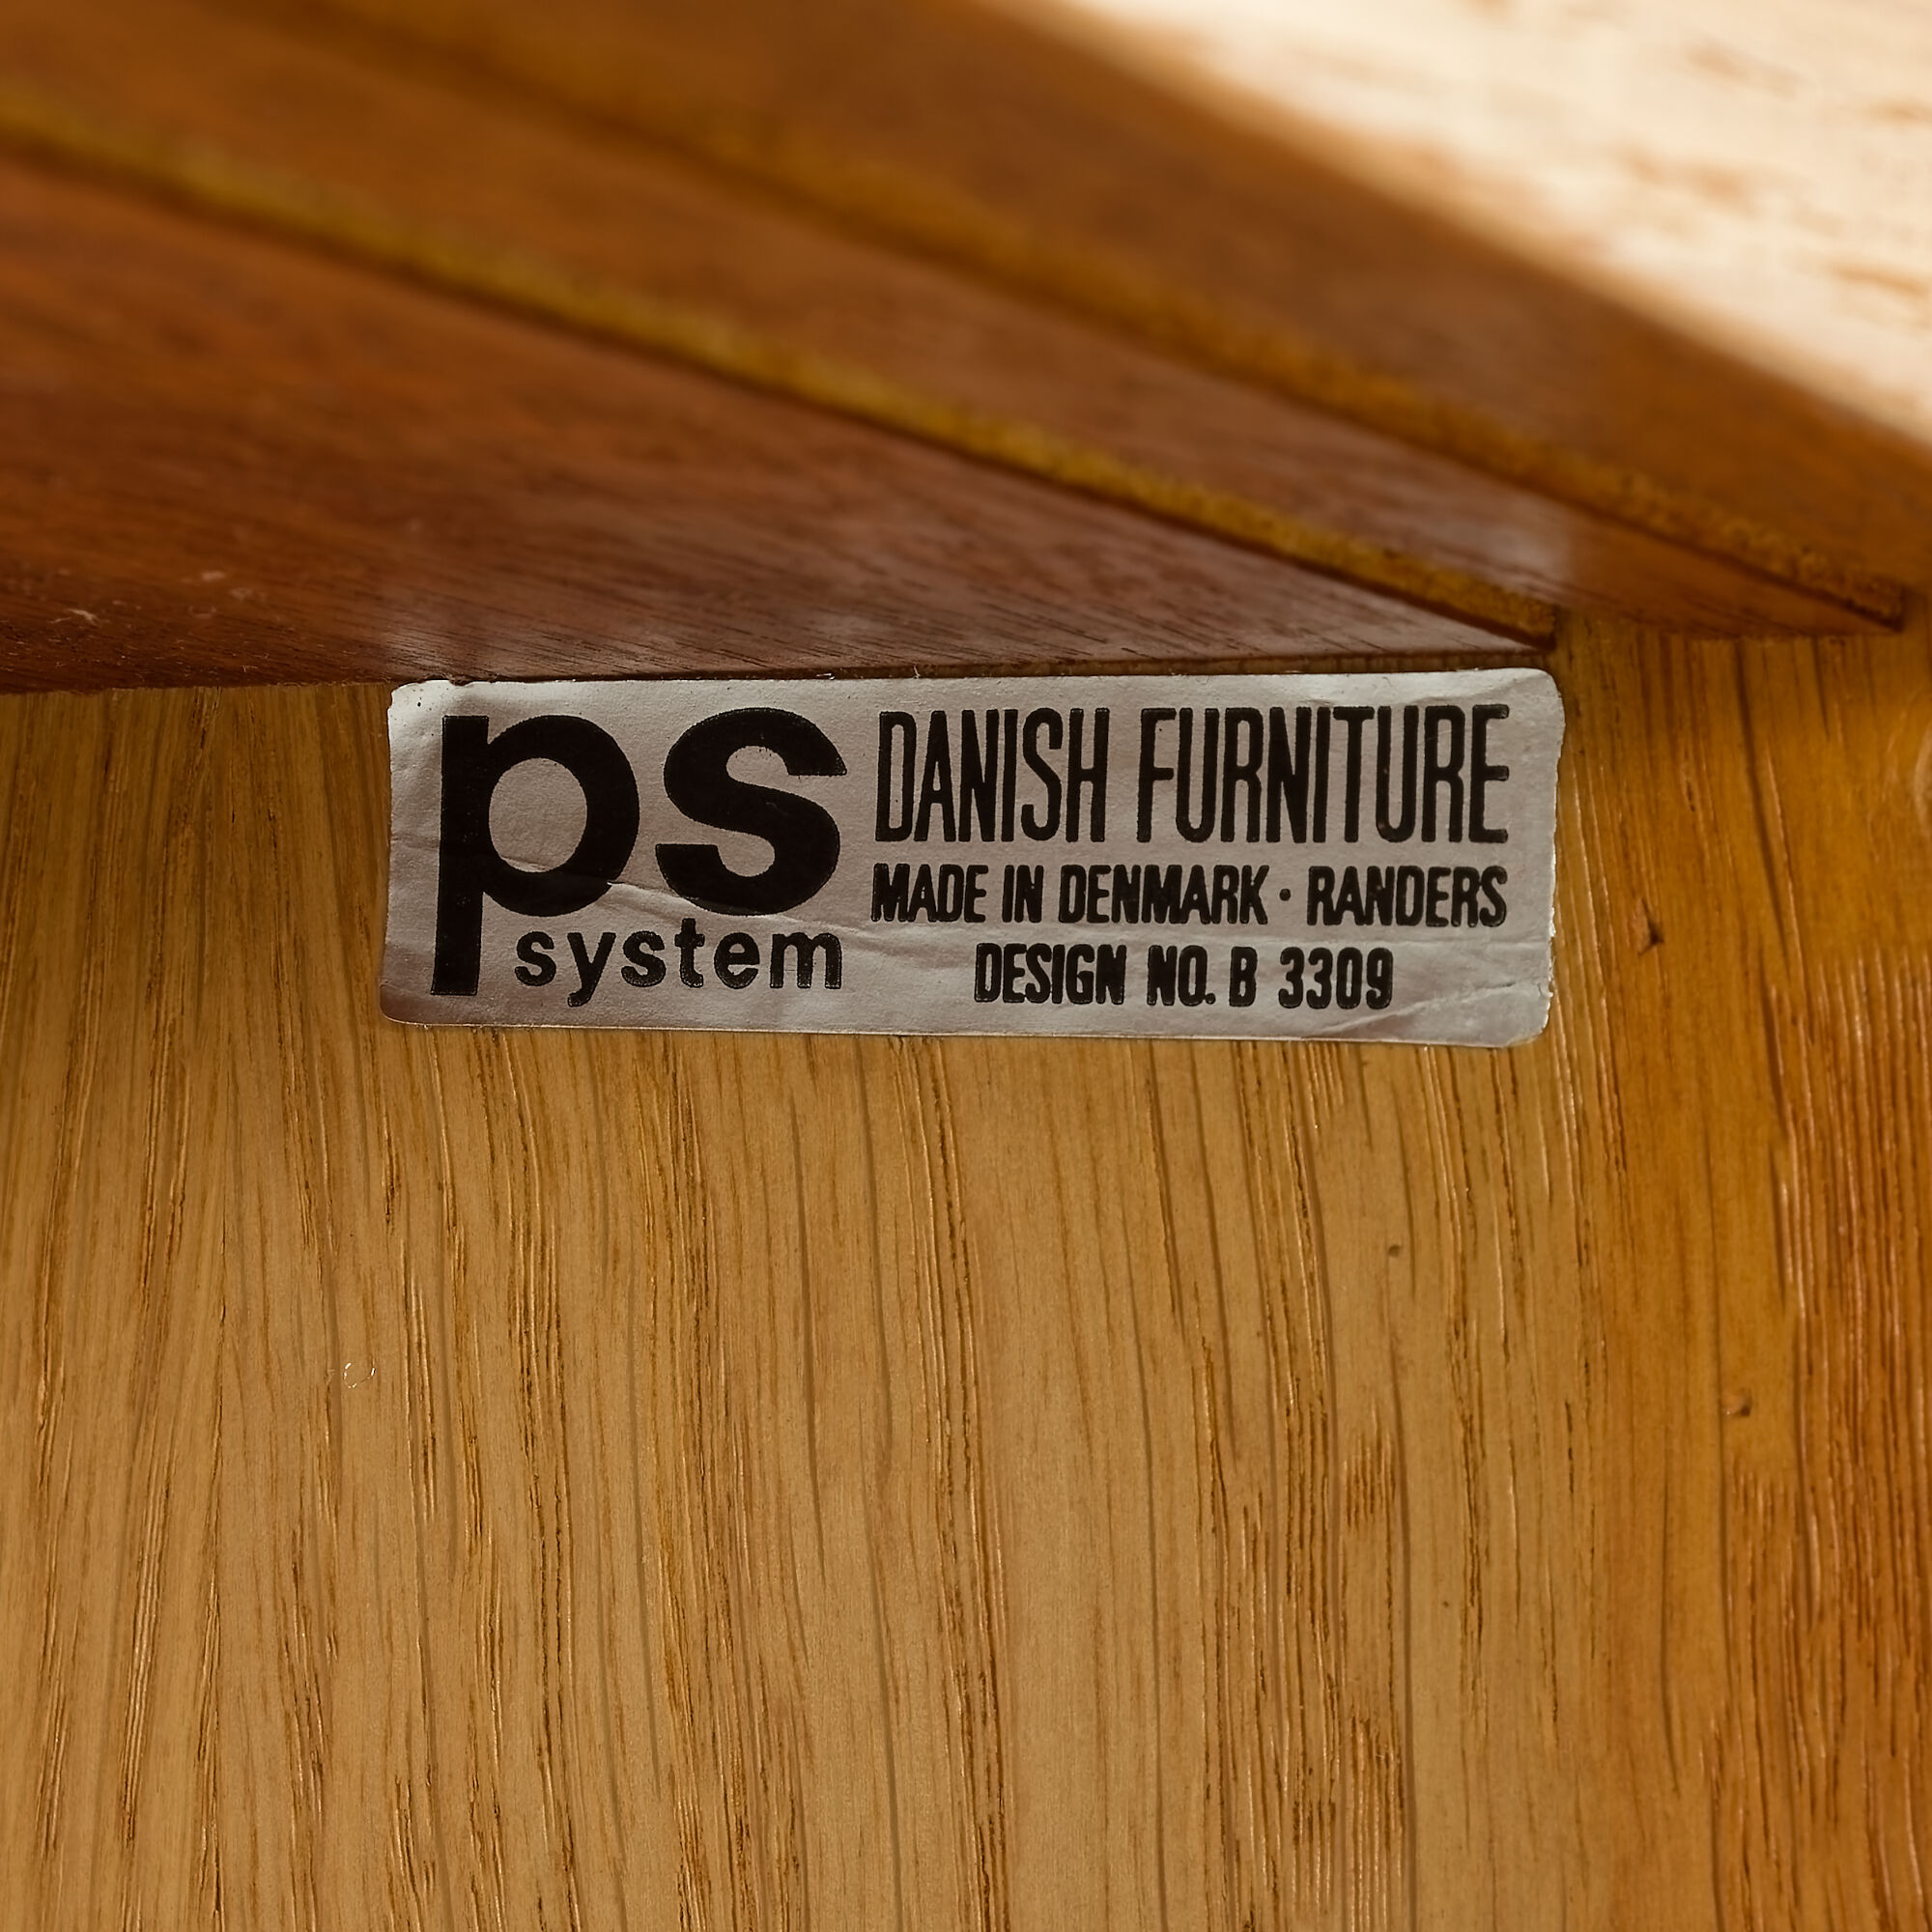 ps
system
DANISH FURNITURE
MADE IN DENMARK · RANDERS
DESIGN NO. B 3309